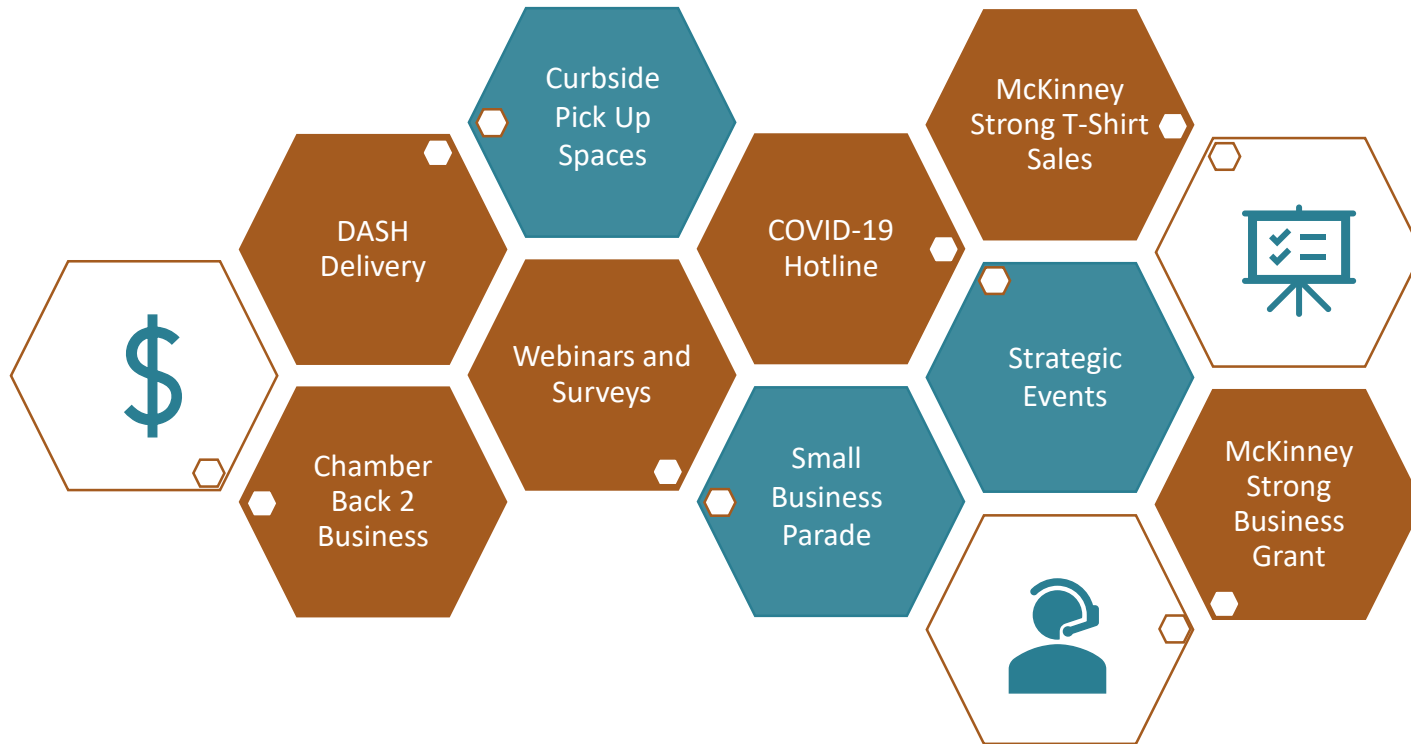 Curbside
Pick Up
Spaces
McKinney
Strong T-Shirt
Sales
DASH
Delivery
COVID-19
Hotline
Webinars and
Surveys
Strategic
Events
Chamber
Back 2
Business
Small
Business
Parade
McKinney
Strong
Business
Grant
$